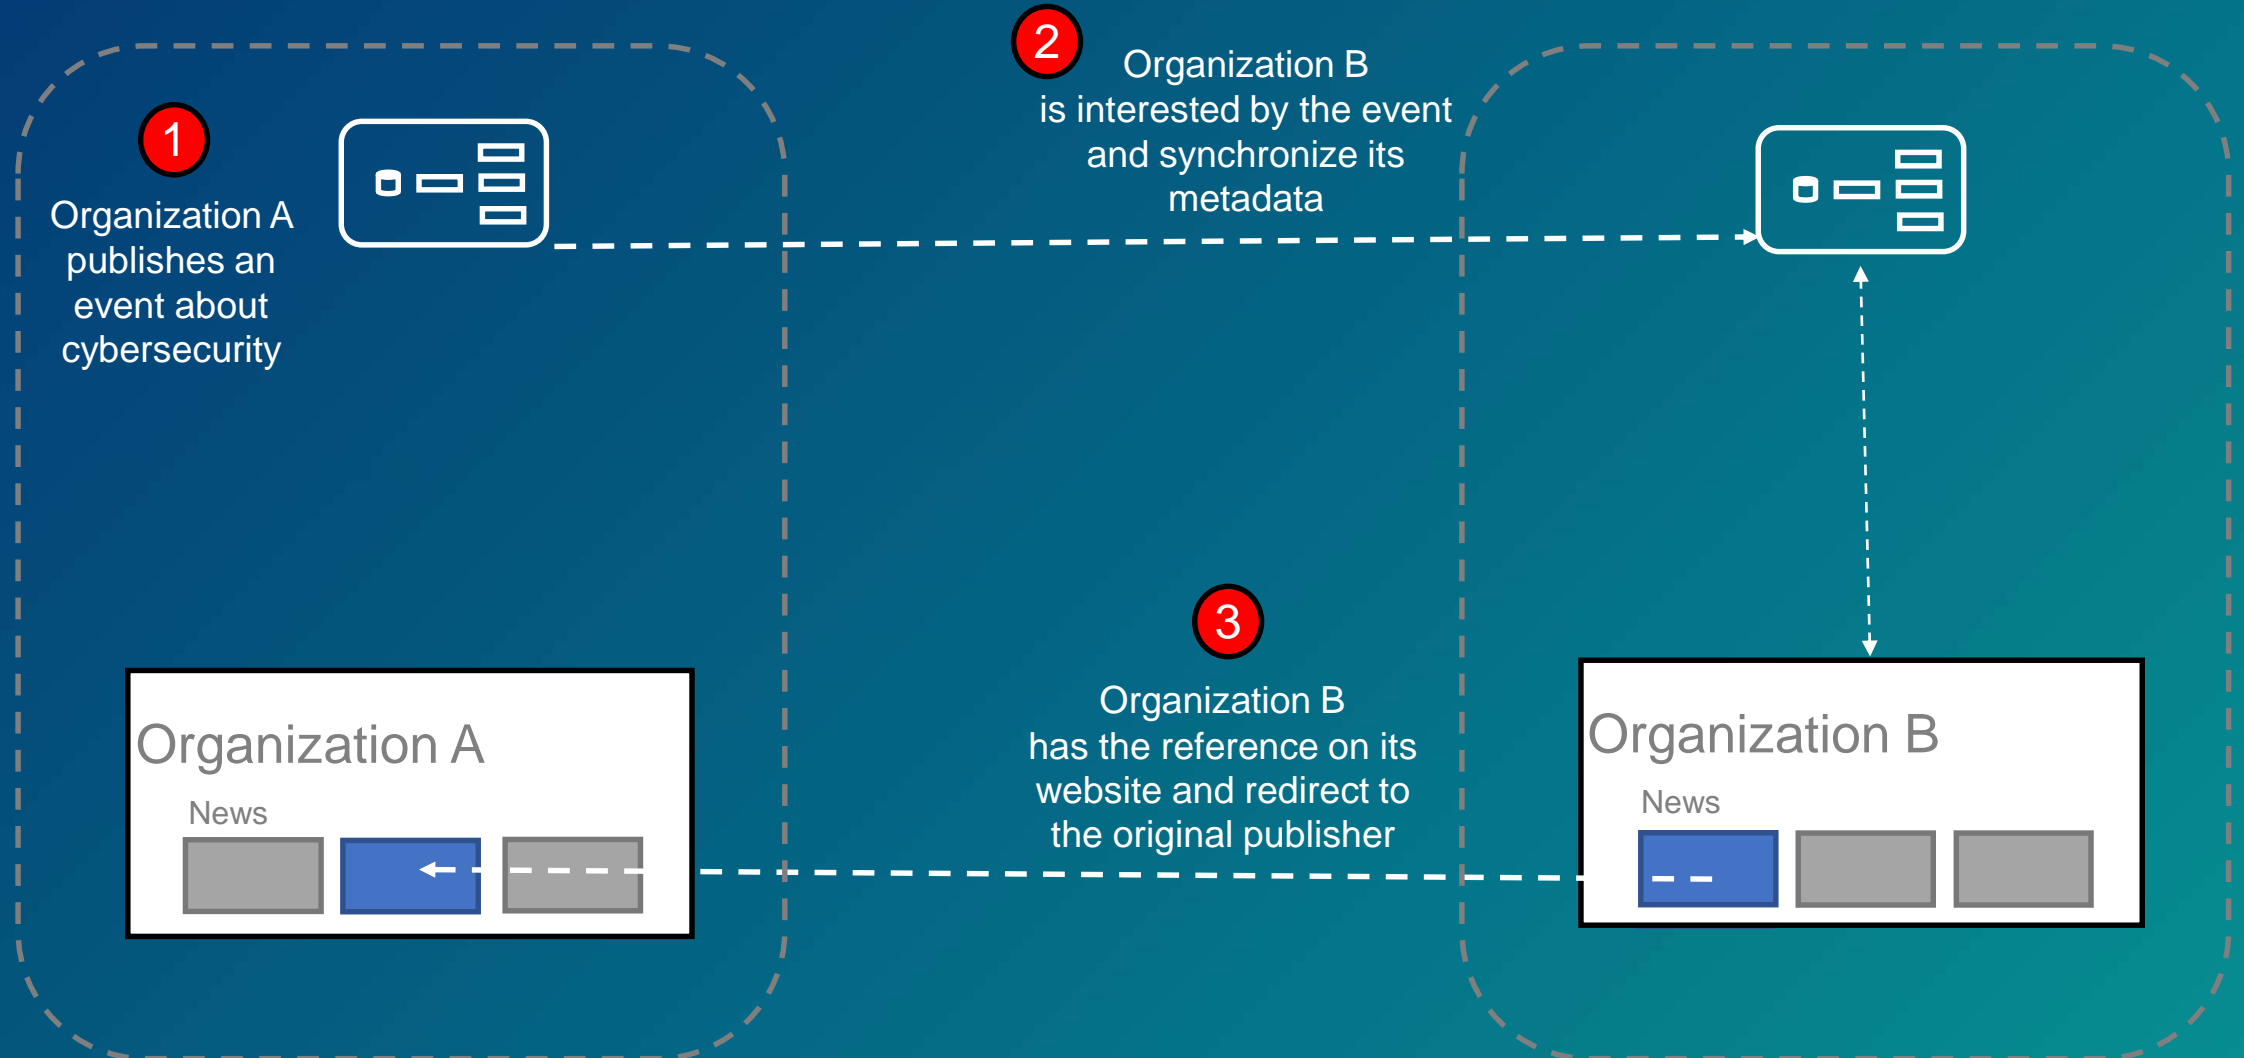 1
Organization A
publishes an
event about
cybersecurity
2
Organization B
is interested by the event
and synchronize its
metadata
3
Organization B
has the reference on its
website and redirect to
the original publisher
Organization A
News
Organization B
News